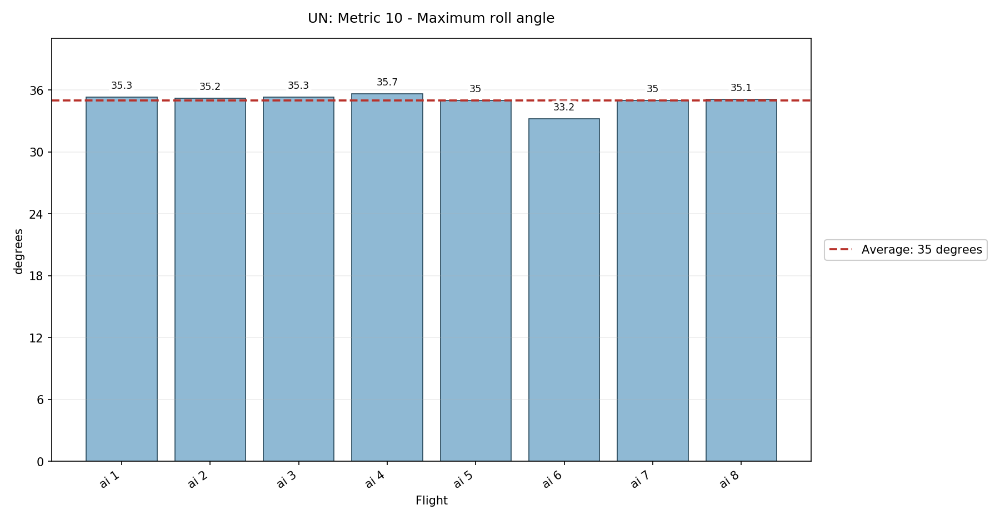 UN: Metric 10 - Maximum roll angle
degrees
36
30
24
18
12
6
0
35.3
35.2
35.3
35.7
35
33.2
35
35.1
ai 1
ai 2
ai 3
ai 4
ai 5
ai 6
ai 7
ai 8
Flight
Average: 35 degrees